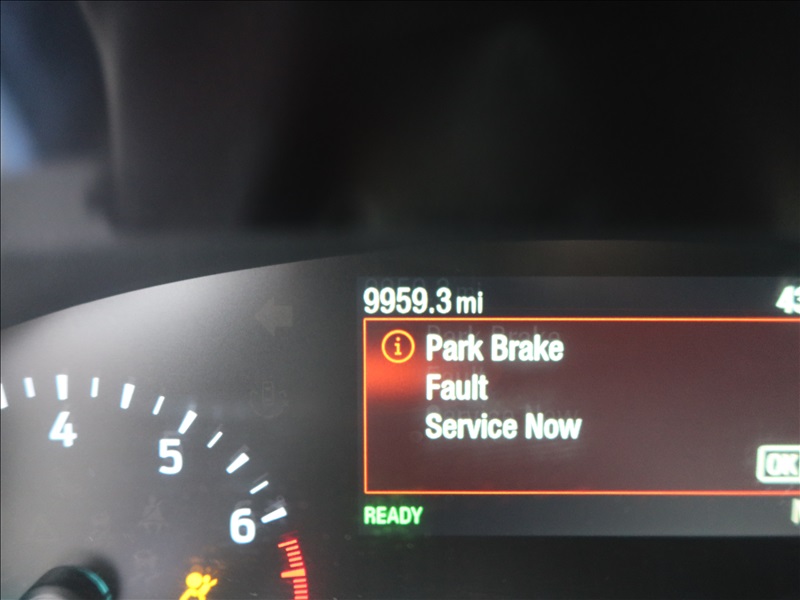 9959.3 mi
Park Brake
Fault
Service Now
OK
READY
4
5
6